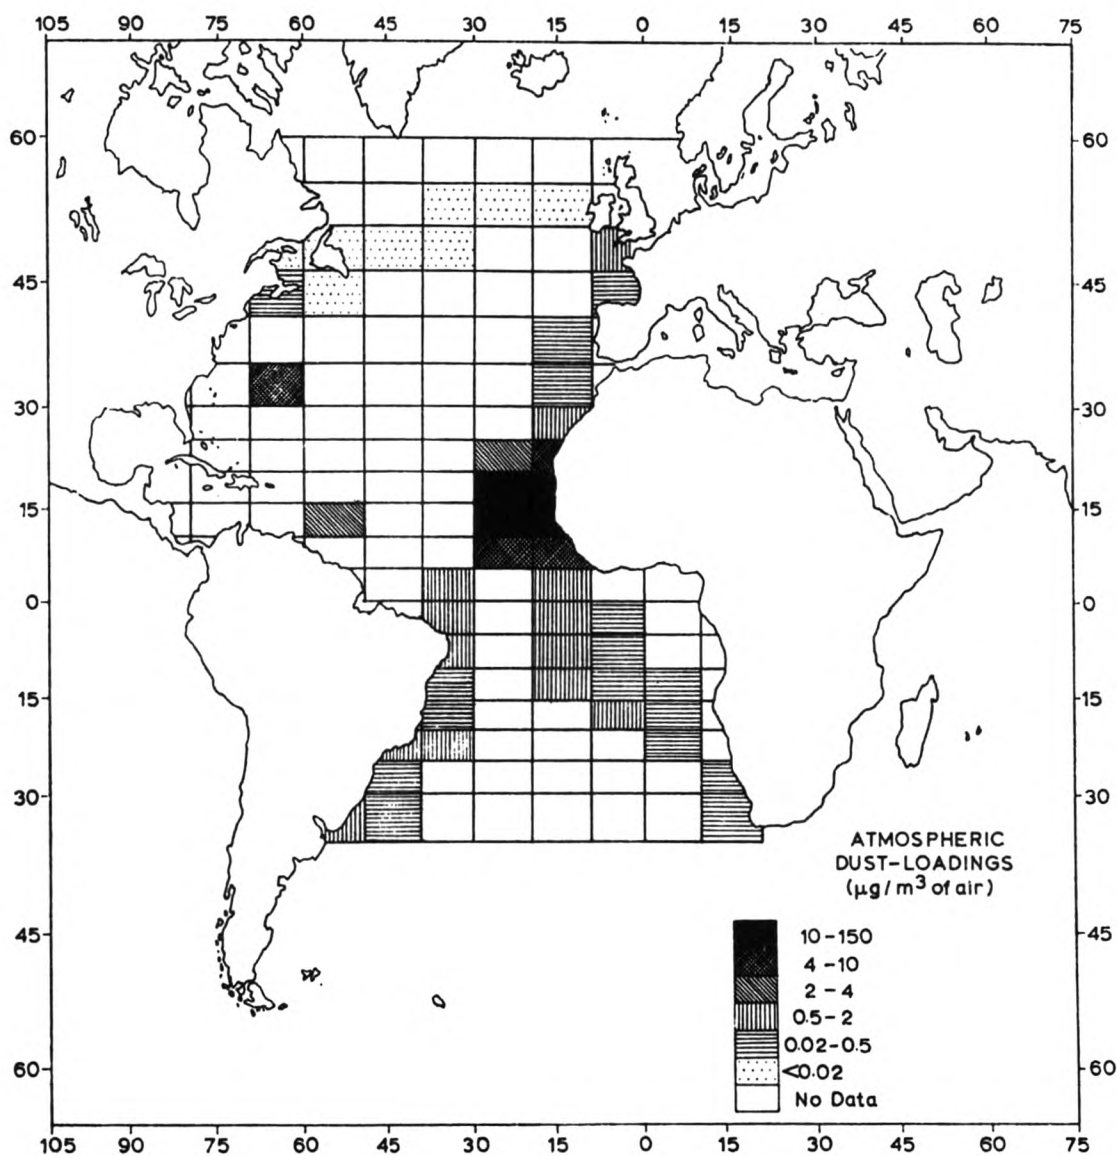 105 90 75 60 45 30 15 0 15 30 45 60 75
60 60
45 45
30 30
15 15
0 0
15 15
30 30
ATMOSPHERIC
DUST-LOADINGS
(μg/m³ of air)
45 45
10-150
4-10
2-4
0.5-2
0.02-0.5
60 <0.02 60
No Data
105 90 75 60 45 30 15 0 15 30 45 60 75